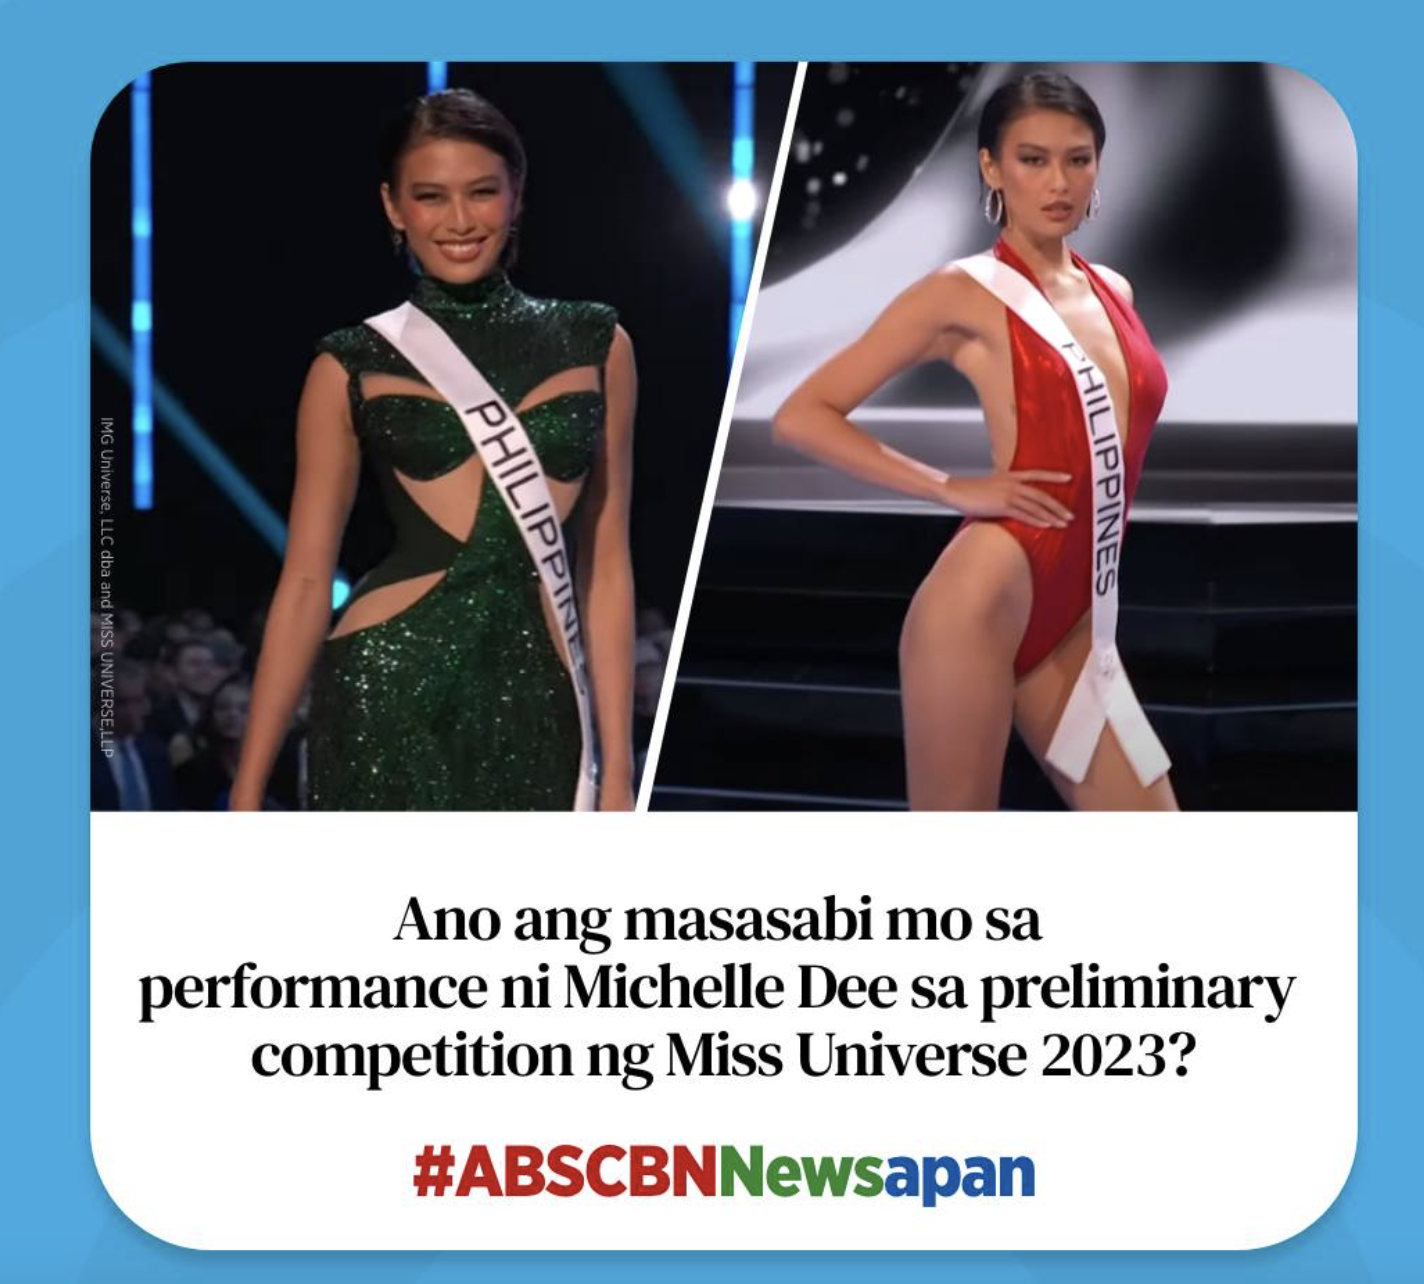 IMG Universe, LLC dba and MISS UNIVERSE,LLP
PHILIPPINE
PHILIPPINES
Ano ang masasabi mo sa
performance ni Michelle Dee sa preliminary
competition ng Miss Universe 2023?
#ABSCBNNewsapan